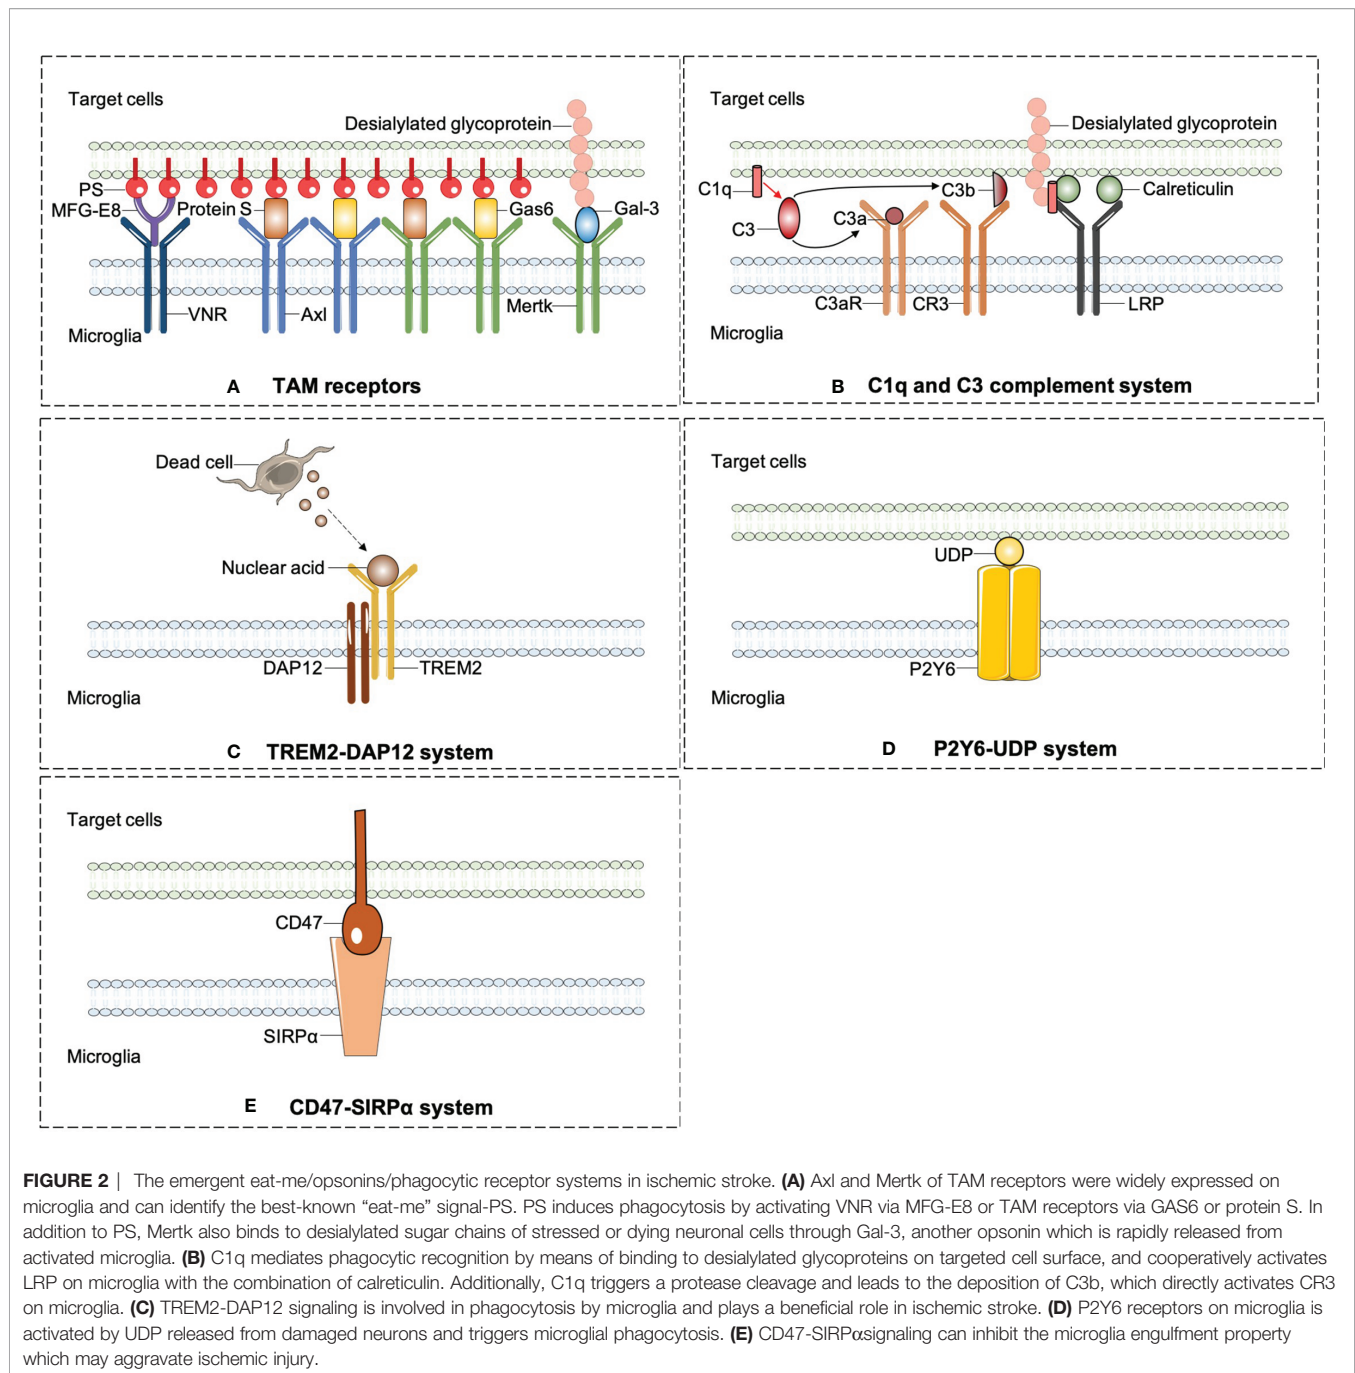 Target cells
Desialylated glycoprotein
PS
MFG-E8
Protein S
Gas6
Gal-3
VNR
Axl
Mertk
Microglia
A TAM receptors
Target cells
Desialylated glycoprotein
C1q
C3b
Calreticulin
C3a
C3
C3aR
CR3
LRP
Microglia
B C1q and C3 complement system
Dead cell
Nuclear acid
DAP12
TREM2
Microglia
C TREM2-DAP12 system
Target cells
UDP
P2Y6
Microglia
D P2Y6-UDP system
Target cells
CD47
SIRPα
Microglia
E CD47-SIRPα system
FIGURE 2 | The emergent eat-me/opsonins/phagocytic receptor systems in ischemic stroke. (A) Axl and Mertk of TAM receptors were widely expressed on
microglia and can identify the best-known “eat-me” signal-PS. PS induces phagocytosis by activating VNR via MFG-E8 or TAM receptors via GAS6 or protein S. In
addition to PS, Mertk also binds to desialylated sugar chains of stressed or dying neuronal cells through Gal-3, another opsonin which is rapidly released from
activated microglia. (B) C1q mediates phagocytic recognition by means of binding to desialylated glycoproteins on targeted cell surface, and cooperatively activates
LRP on microglia with the combination of calreticulin. Additionally, C1q triggers a protease cleavage and leads to the deposition of C3b, which directly activates CR3
on microglia. (C) TREM2-DAP12 signaling is involved in phagocytosis by microglia and plays a beneficial role in ischemic stroke. (D) P2Y6 receptors on microglia is
activated by UDP released from damaged neurons and triggers microglial phagocytosis. (E) CD47-SIRPαsignaling can inhibit the microglia engulfment property
which may aggravate ischemic injury.